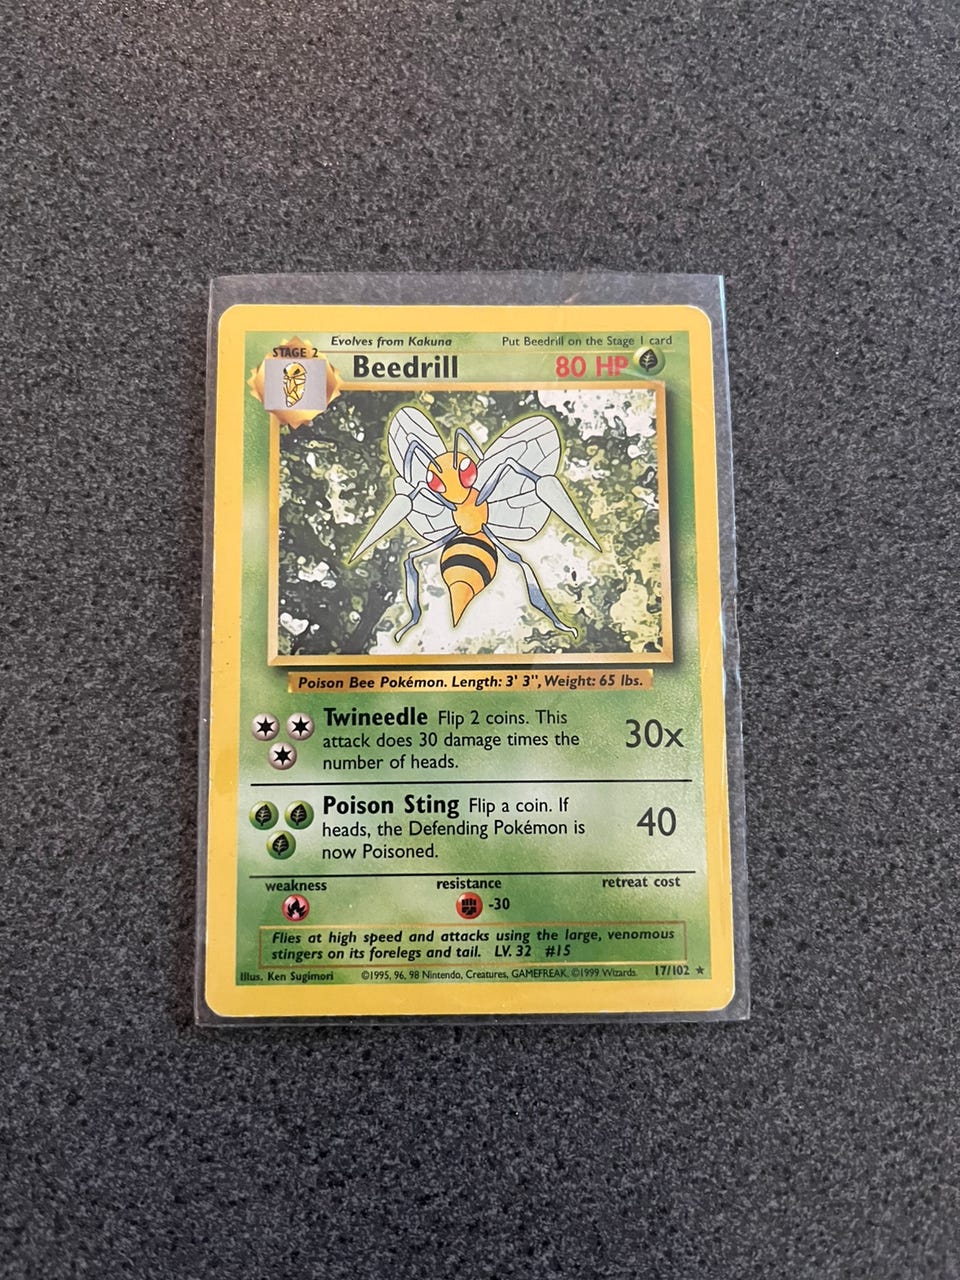 Evolves from Kakuna Put Beedrill on the Stage 1 card
STAGE 2
Beedrill 80 HP
Poison Bee Pokémon. Length: 3' 3", Weight: 65 lbs.
Twineedle Flip 2 coins. This
attack does 30 damage times the
number of heads.
30x
Poison Sting Flip a coin. If
heads, the Defending Pokémon is
now Poisoned.
40
weakness resistance retreat cost
-30
Flies at high speed and attacks using the large, venomous
stingers on its forelegs and tail. LV. 32 #15
Illus. Ken Sugimori ©1995, 96, 98 Nintendo, Creatures, GAMEFREAK. ©1999 Wizards. 17/102 ★